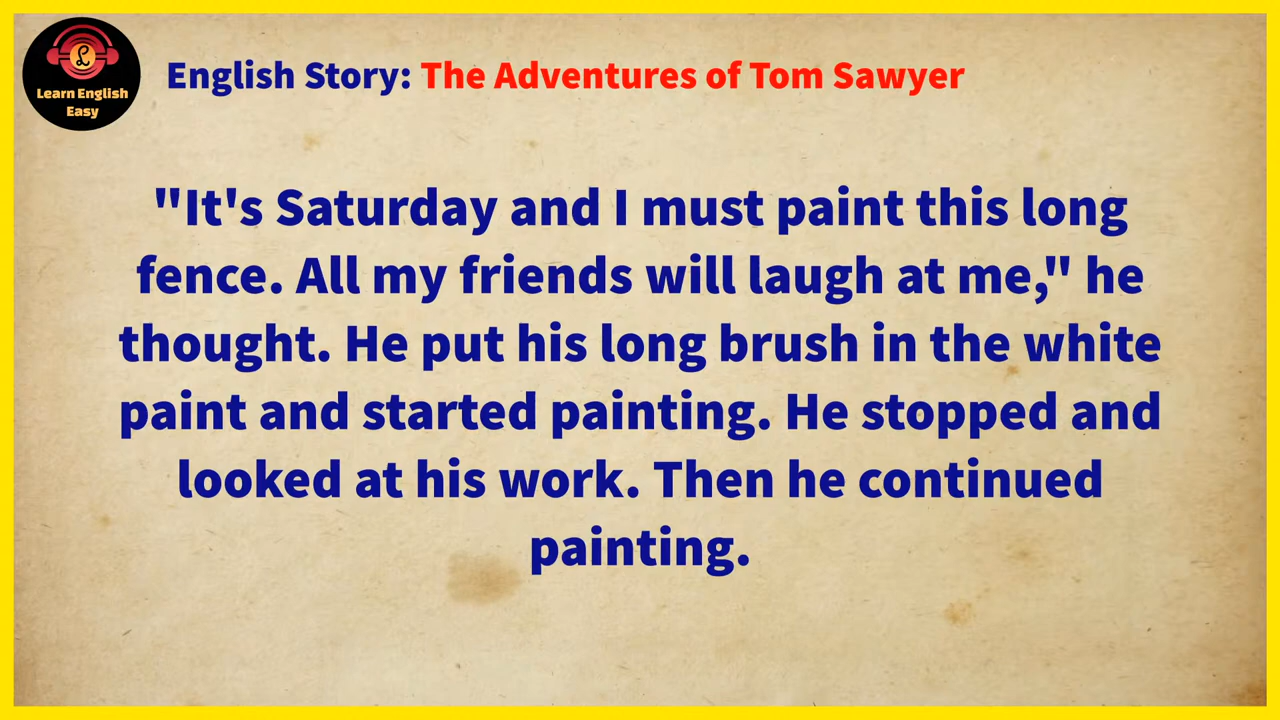 Learn English
Easy
English Story: The Adventures of Tom Sawyer
"It's Saturday and I must paint this long
fence. All my friends will laugh at me," he
thought. He put his long brush in the white
paint and started painting. He stopped and
looked at his work. Then he continued
painting.